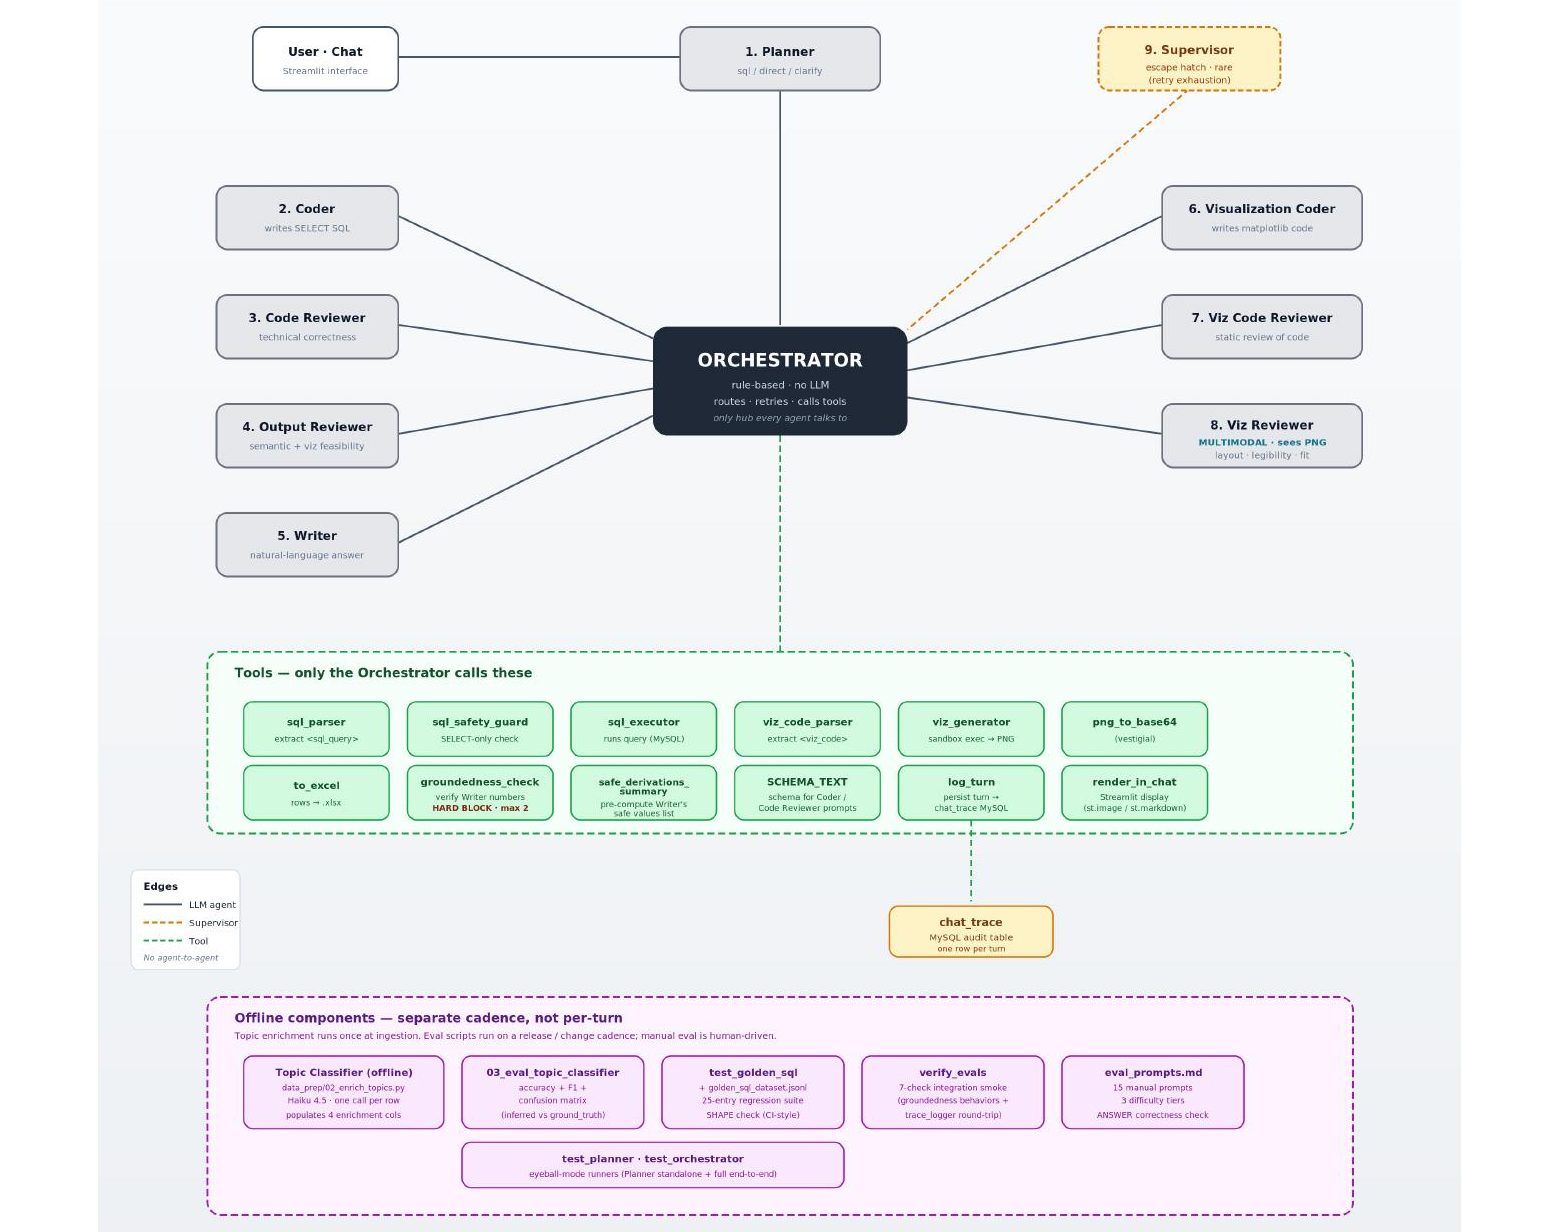 User · Chat
Streamlit interface
1. Planner
sql / direct / clarify
9. Supervisor
escape hatch · rare
(retry exhaustion)
2. Coder
writes SELECT SQL
3. Code Reviewer
technical correctness
4. Output Reviewer
semantic + viz feasibility
5. Writer
natural-language answer
ORCHESTRATOR
rule-based · no LLM
routes · retries · calls tools
only hub every agent talks to
6. Visualization Coder
writes matplotlib code
7. Viz Code Reviewer
static review of code
8. Viz Reviewer
MULTIMODAL · sees PNG
layout · legibility · fit
Tools — only the Orchestrator calls these
sql_parser
extract <sql_query>
sql_safety_guard
SELECT-only check
sql_executor
runs query (MySQL)
viz_code_parser
extract <viz_code>
viz_generator
sandbox exec → PNG
png_to_base64
(vestigial)
to_excel
rows → .xlsx
groundedness_check
verify Writer numbers
HARD BLOCK · max 2
safe_derivations_
summary
pre-compute Writer's
safe values list
SCHEMA_TEXT
schema for Coder /
Code Reviewer prompts
log_turn
persist turn →
chat_trace MySQL
render_in_chat
Streamlit display
(st.image / st.markdown)
Edges
LLM agent
Supervisor
Tool
No agent-to-agent
chat_trace
MySQL audit table
one row per turn
Offline components — separate cadence, not per-turn
Topic enrichment runs once at ingestion. Eval scripts run on a release / change cadence; manual eval is human-driven.
Topic Classifier (offline)
data_prep/02_enrich_topics.py
Haiku 4.5 · one call per row
populates 4 enrichment cols
03_eval_topic_classifier
accuracy + F1 +
confusion matrix
(inferred vs ground_truth)
test_golden_sql
+ golden_sql_dataset.jsonl
25-entry regression suite
SHAPE check (CI-style)
verify_evals
7-check integration smoke
(groundedness behaviors +
trace_logger round-trip)
eval_prompts.md
15 manual prompts
3 difficulty tiers
ANSWER correctness check
test_planner · test_orchestrator
eyeball-mode runners (Planner standalone + full end-to-end)